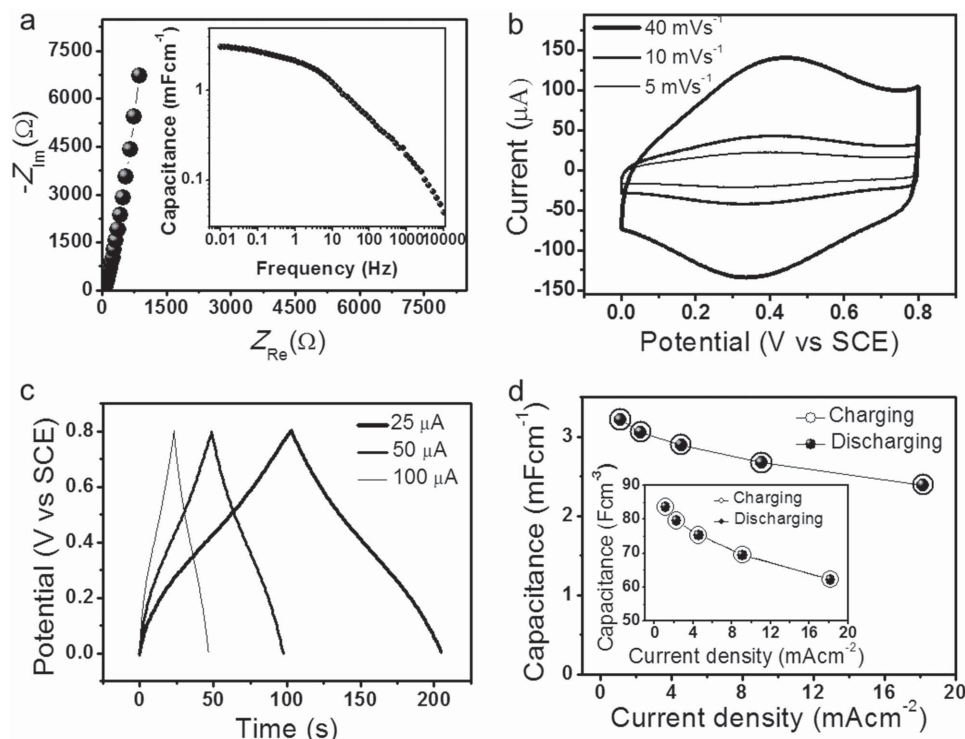 a
7500
6000
4500
3000
1500
0
-Z_Im(Ω)
0 1500 3000 4500 6000 7500
Z_Re(Ω)
Capacitance (mFcm⁻¹)
1
0.1
0.01 0.1 1 10 100 1000 10000
Frequency (Hz)
b
40 mVs⁻¹
10 mVs⁻¹
5 mVs⁻¹
150
100
50
0
-50
-100
-150
Current (μA)
0.0 0.2 0.4 0.6 0.8
Potential (V vs SCE)
c
25 μA
50 μA
100 μA
0.8
0.6
0.4
0.2
0.0
Potential (V vs SCE)
0 50 100 150 200
Time (s)
d
Charging
Discharging
3
2
1
0
Capacitance (mFcm⁻¹)
0 4 8 12 16 20
Current density (mAcm⁻²)
Charging
Discharging
90
80
70
60
50
Capacitance (Fcm⁻³)
0 4 8 12 16 20
Current density (mAcm⁻²)